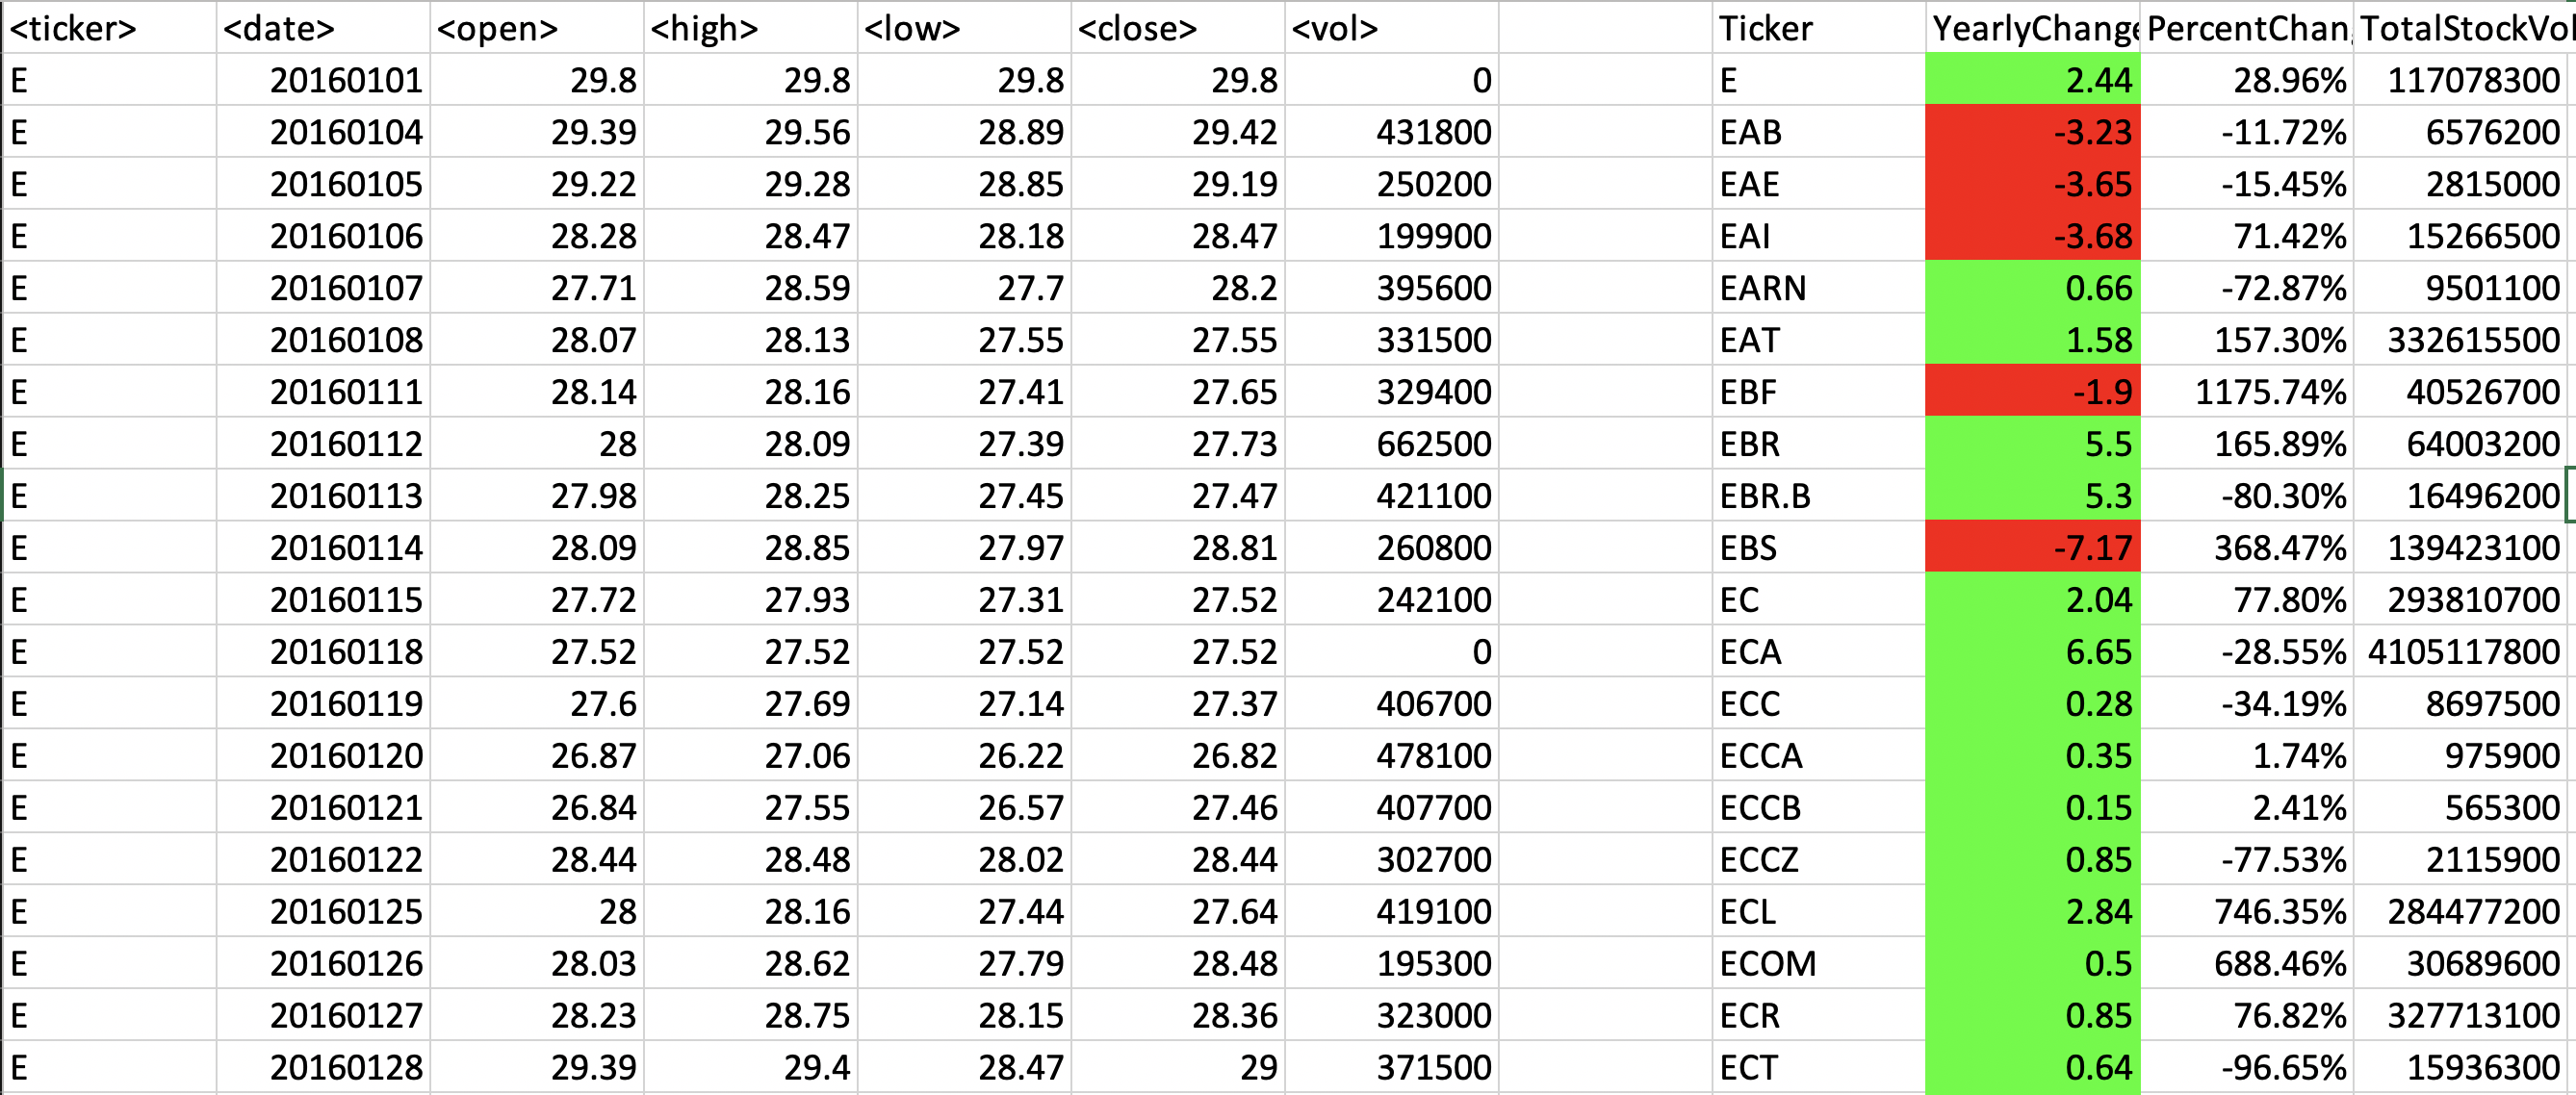 <ticker> <date> <open> <high> <low> <close> <vol> Ticker YearlyChange PercentChan TotalStockVol
E 20160101 29.8 29.8 29.8 29.8 0 E 2.44 28.96% 117078300
E 20160104 29.39 29.56 28.89 29.42 431800 EAB -3.23 -11.72% 6576200
E 20160105 29.22 29.28 28.85 29.19 250200 EAE -3.65 -15.45% 2815000
E 20160106 28.28 28.47 28.18 28.47 199900 EAI -3.68 71.42% 15266500
E 20160107 27.71 28.59 27.7 28.2 395600 EARN 0.66 -72.87% 9501100
E 20160108 28.07 28.13 27.55 27.55 331500 EAT 1.58 157.30% 332615500
E 20160111 28.14 28.16 27.41 27.65 329400 EBF -1.9 1175.74% 40526700
E 20160112 28 28.09 27.39 27.73 662500 EBR 5.5 165.89% 64003200
E 20160113 27.98 28.25 27.45 27.47 421100 EBR.B 5.3 -80.30% 16496200
E 20160114 28.09 28.85 27.97 28.81 260800 EBS -7.17 368.47% 139423100
E 20160115 27.72 27.93 27.31 27.52 242100 EC 2.04 77.80% 293810700
E 20160118 27.52 27.52 27.52 27.52 0 ECA 6.65 -28.55% 4105117800
E 20160119 27.6 27.69 27.14 27.37 406700 ECC 0.28 -34.19% 8697500
E 20160120 26.87 27.06 26.22 26.82 478100 ECCA 0.35 1.74% 975900
E 20160121 26.84 27.55 26.57 27.46 407700 ECCB 0.15 2.41% 565300
E 20160122 28.44 28.48 28.02 28.44 302700 ECCZ 0.85 -77.53% 2115900
E 20160125 28 28.16 27.44 27.64 419100 ECL 2.84 746.35% 284477200
E 20160126 28.03 28.62 27.79 28.48 195300 ECOM 0.5 688.46% 30689600
E 20160127 28.23 28.75 28.15 28.36 323000 ECR 0.85 76.82% 327713100
E 20160128 29.39 29.4 28.47 29 371500 ECT 0.64 -96.65% 15936300